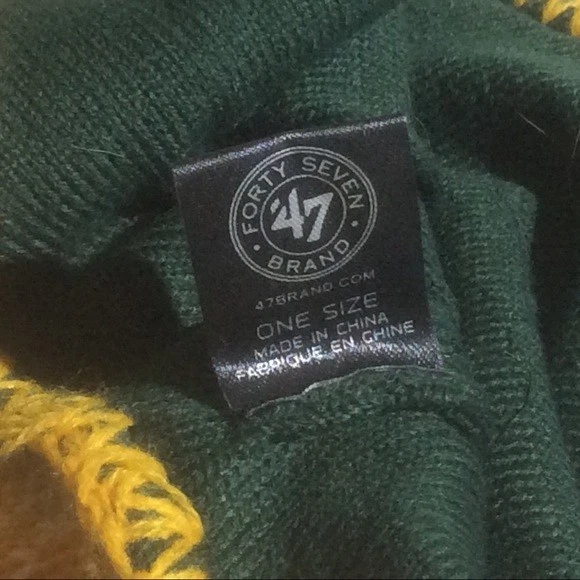 FORTY SEVEN
'47
BRAND
47BRAND.COM
ONE SIZE
MADE IN CHINA
FABRIQUE EN CHINE